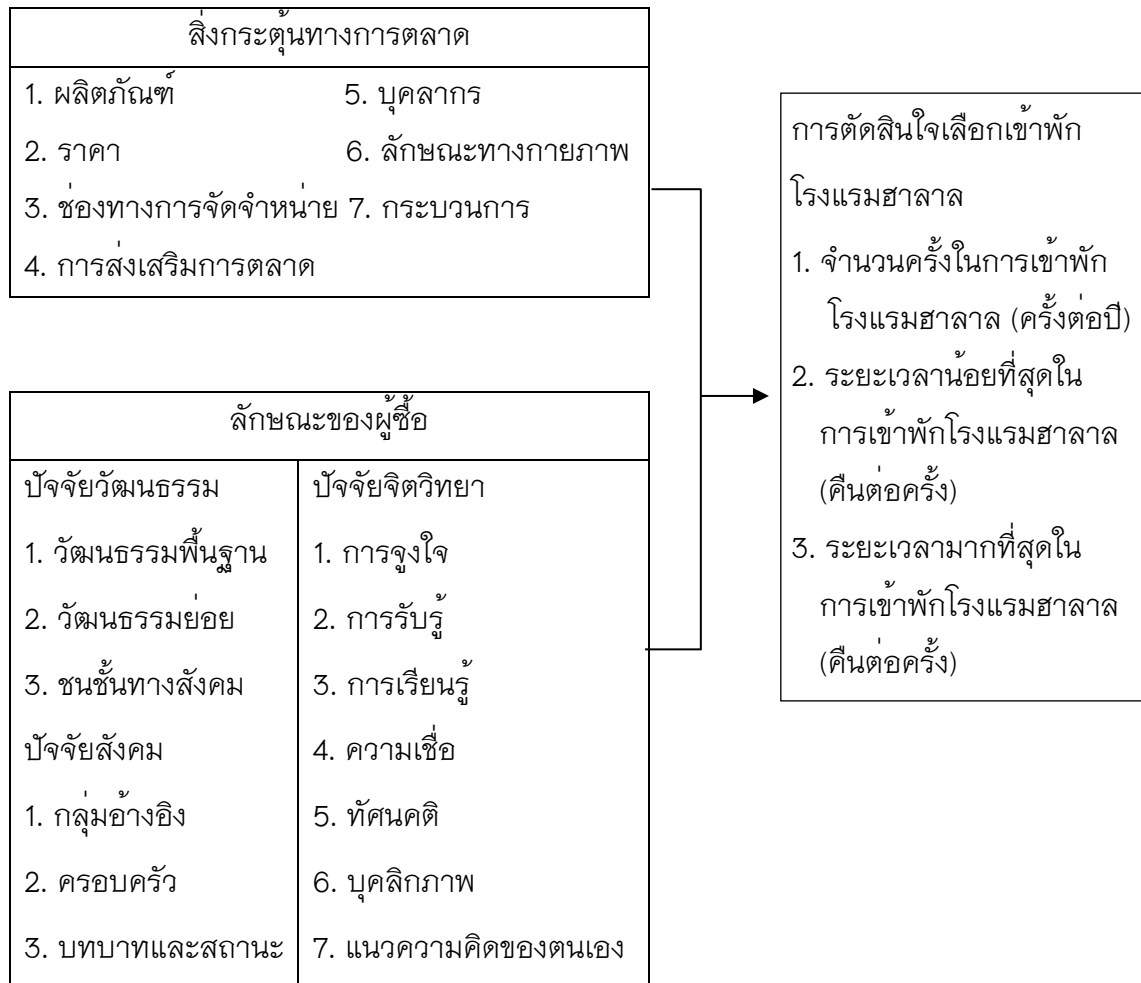 สิ่งกระตุ้นทางการตลาด
1. ผลิตภัณฑ์ 5. บุคลากร
2. ราคา 6. ลักษณะทางกายภาพ
3. ช่องทางการจัดจำหน่าย 7. กระบวนการ
4. การส่งเสริมการตลาด
ลักษณะของผู้ซื้อ
ปัจจัยวัฒนธรรม
1. วัฒนธรรมพื้นฐาน
2. วัฒนธรรมย่อย
3. ชนชั้นทางสังคม
ปัจจัยสังคม
1. กลุ่มอ้างอิง
2. ครอบครัว
3. บทบาทและสถานะ
ปัจจัยจิตวิทยา
1. การจูงใจ
2. การรับรู้
3. การเรียนรู้
4. ความเชื่อ
5. ทัศนคติ
6. บุคลิกภาพ
7. แนวความคิดของตนเอง
การตัดสินใจเลือกเข้าพัก
โรงแรมฮาลาล
1. จำนวนครั้งในการเข้าพัก
โรงแรมฮาลาล (ครั้งต่อปี)
2. ระยะเวลาน้อยที่สุดใน
การเข้าพักโรงแรมฮาลาล
(คืนต่อครั้ง)
3. ระยะเวลามากที่สุดใน
การเข้าพักโรงแรมฮาลาล
(คืนต่อครั้ง)